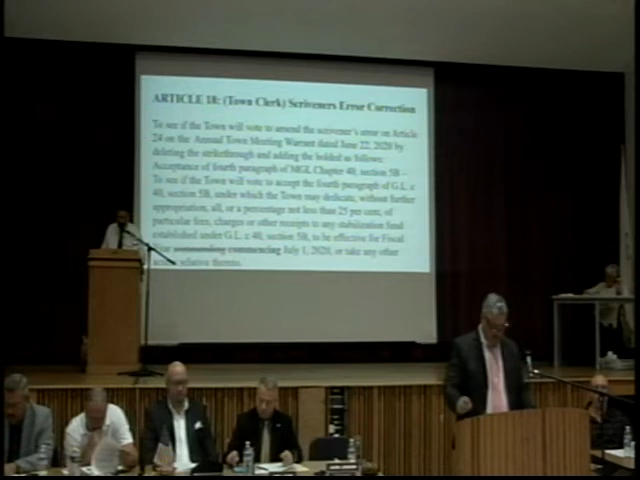 ARTICLE 18: (Town Clerk) Scriveners Error Correction
To see if the Town will vote to amend the scrivener's error on Article
24 on the Annual Town Meeting Warrant dated June 22, 2020 by
deleting the strikethrough and adding the bolded as follows:
Acceptance of fourth paragraph of MGL Chapter 40, section 5B –
To see if the Town will vote to accept the fourth paragraph of G.L. c
40, section 5B, under which the Town may dedicate, without further
appropriation, all, or a percentage not less than 25 per cent, of
particular fees, charges or other receipts to any stabilization fund
established under G.L. c 40, section 5B, to be effective for Fiscal
Year commencing July 1, 2020, or take any other
action relative thereto.